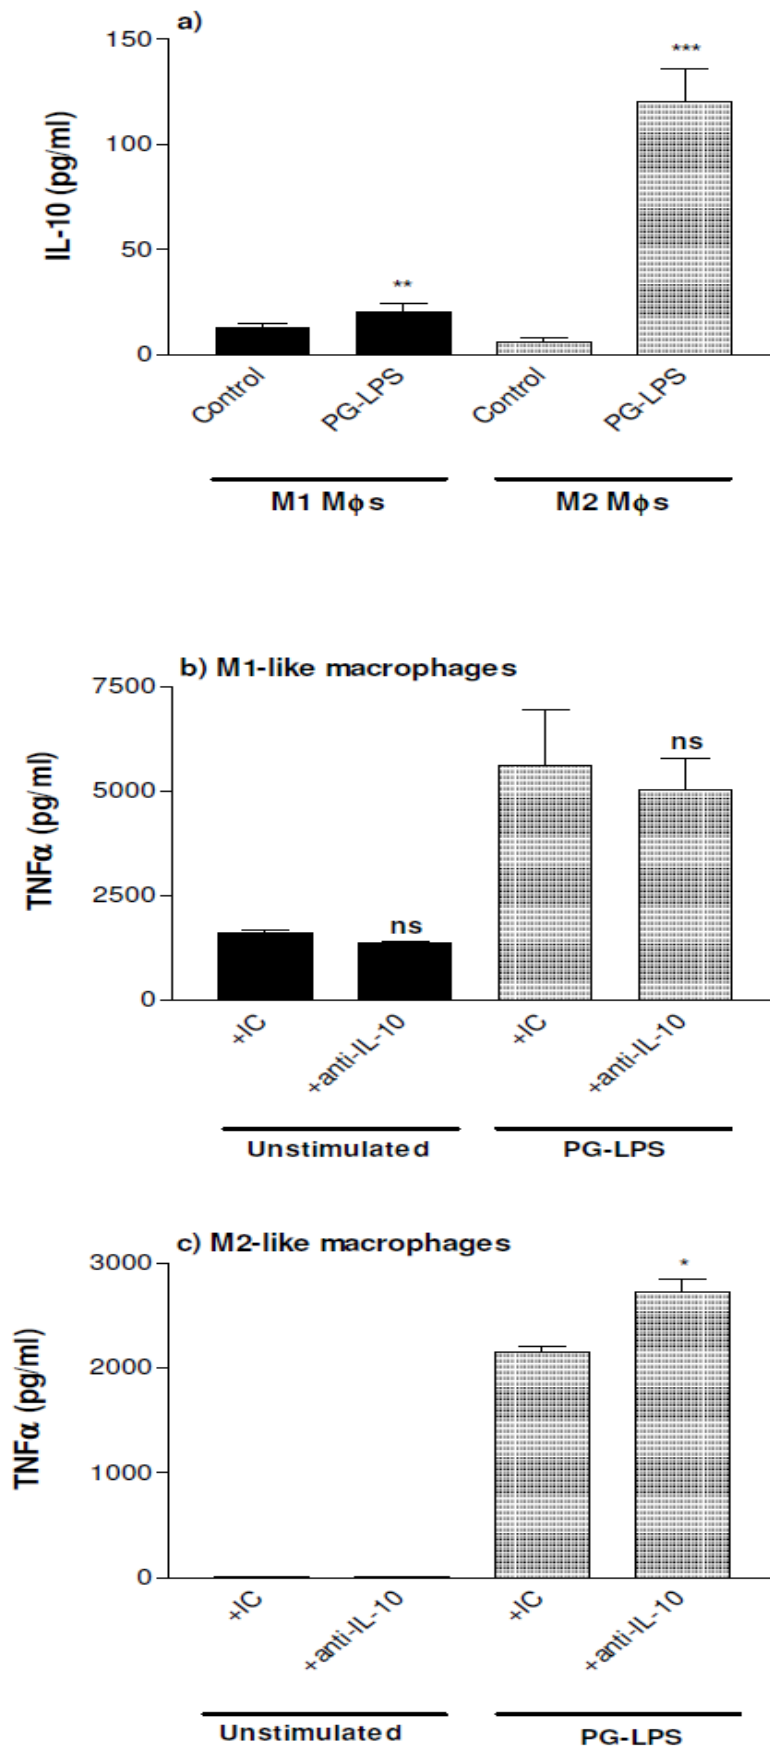 a)
150
***
100
IL-10 (pg/ml)
50
**
0
Control
PG-LPS
Control
PG-LPS
M1 Mϕs
M2 Mϕs
b) M1-like macrophages
7500
ns
5000
TNFα (pg/ml)
2500
ns
0
+IC
+anti-IL-10
+IC
+anti-IL-10
Unstimulated
PG-LPS
c) M2-like macrophages
3000
*
2000
TNFα (pg/ml)
1000
0
+IC
+anti-IL-10
+IC
+anti-IL-10
Unstimulated
PG-LPS